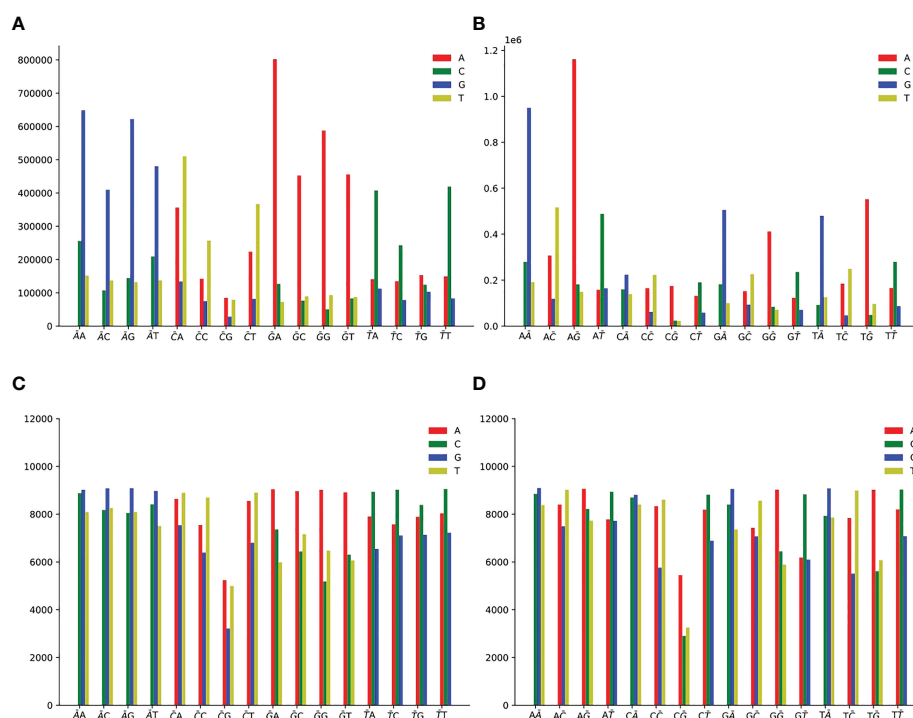 A
800000
700000
600000
500000
400000
300000
200000
100000
0
A
C
G
T
ÂA ÂC ÂG ÂT ĈA ĈC ĈG ĈT ĜA ĜC ĜG ĜT T̂A T̂C T̂G T̂T
B
1e6
1.2
1.0
0.8
0.6
0.4
0.2
0.0
A
C
G
T
AÂ AĈ AĜ AT̂ CÂ CĈ CĜ CT̂ GÂ GĈ GĜ GT̂ TÂ TĈ TĜ TT̂
C
12000
10000
8000
6000
4000
2000
0
A
C
G
T
ÂA ÂC ÂG ÂT ĈA ĈC ĈG ĈT ĜA ĜC ĜG ĜT T̂A T̂C T̂G T̂T
D
12000
10000
8000
6000
4000
2000
0
A
C
G
T
AÂ AĈ AĜ AT̂ CÂ CĈ CĜ CT̂ GÂ GĈ GĜ GT̂ TÂ TĈ TĜ TT̂